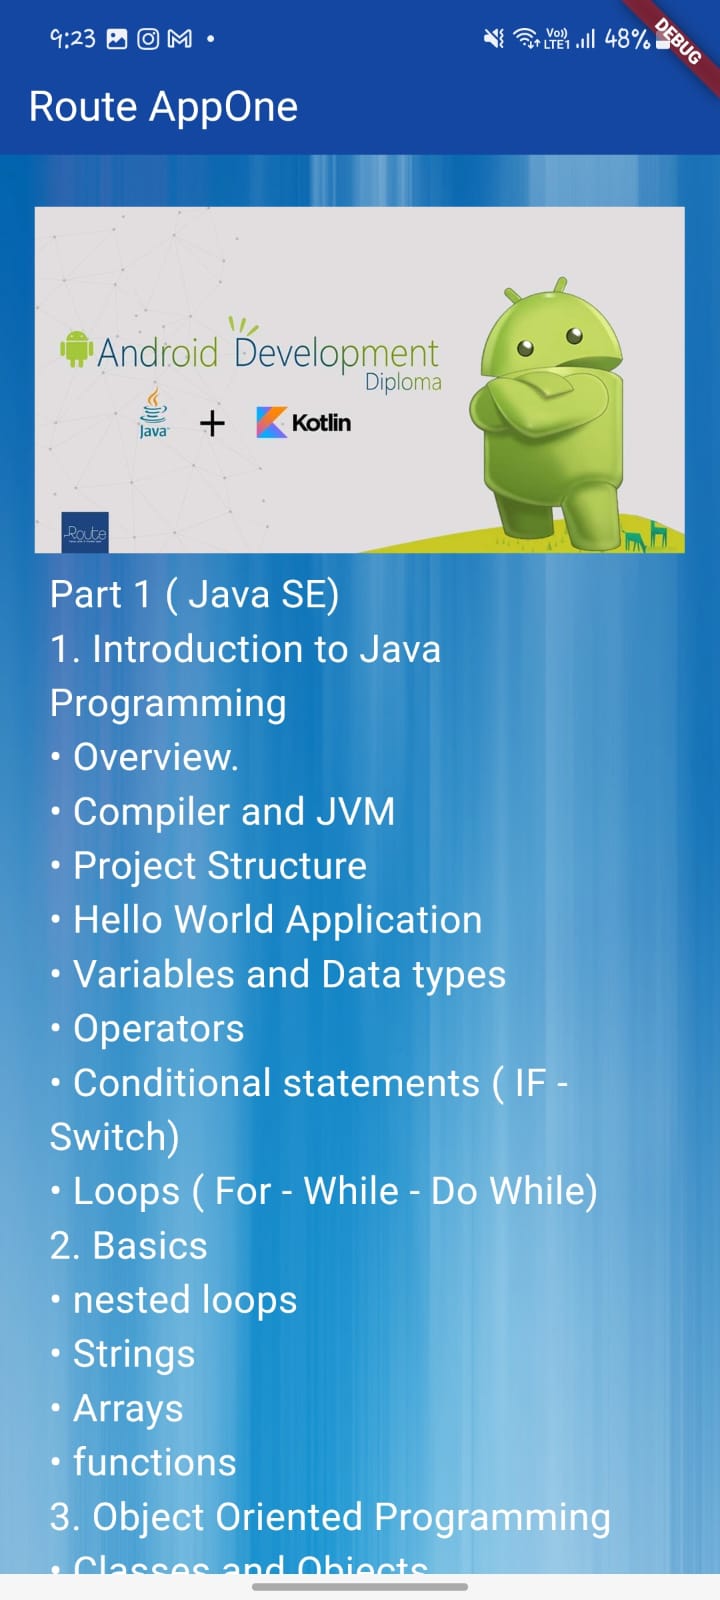 9:23
Vo))
LTE1
48%
DEBUG
Route AppOne
Android Development
Diploma
Java
+
Kotlin
Route
Part 1 ( Java SE)
1. Introduction to Java
Programming
• Overview.
• Compiler and JVM
• Project Structure
• Hello World Application
• Variables and Data types
• Operators
• Conditional statements ( IF -
Switch)
• Loops ( For - While - Do While)
2. Basics
• nested loops
• Strings
• Arrays
• functions
3. Object Oriented Programming
• Classes and Objects